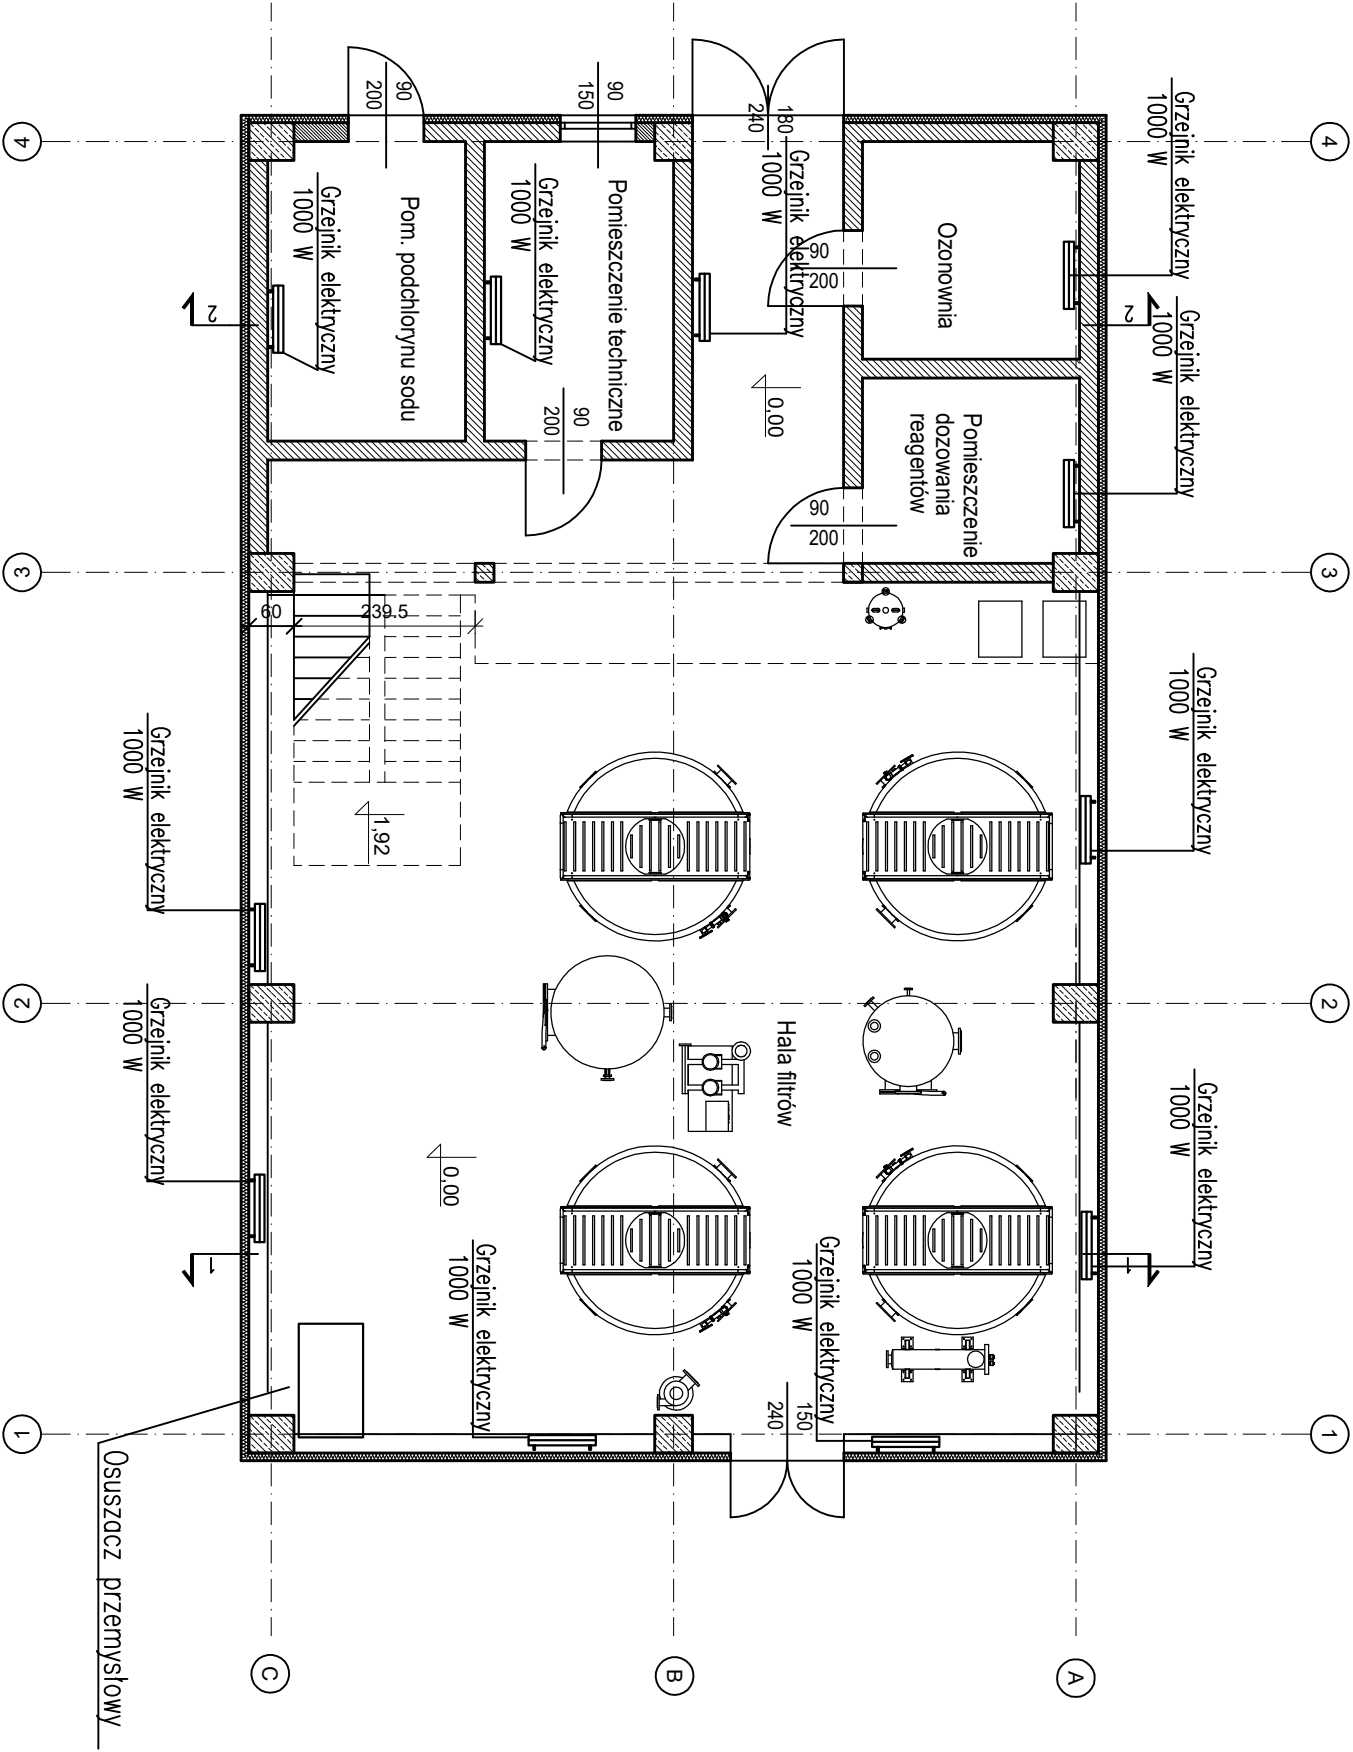 4
4
3
3
2
2
1
1
A
B
C
Grzejnik elektryczny
1000 W
Grzejnik elektryczny
1000 W
Grzejnik elektryczny
1000 W
Grzejnik elektryczny
1000 W
Grzejnik elektryczny
1000 W
Ozonownia
Pomieszczenie
dozowania
reagentów
180
240
Grzejnik elektryczny
1000 W
90
200
90
200
0,00
90
150
Pomieszczenie techniczne
Grzejnik elektryczny
1000 W
90
200
90
200
Pom. podchlorynu sodu
Grzejnik elektryczny
1000 W
2
2
60
239.5
1,92
Hala filtrów
0,00
Grzejnik elektryczny
1000 W
150
240
Grzejnik elektryczny
1000 W
Grzejnik elektryczny
1000 W
Grzejnik elektryczny
1000 W
1
1
Osuszacz przemysłowy